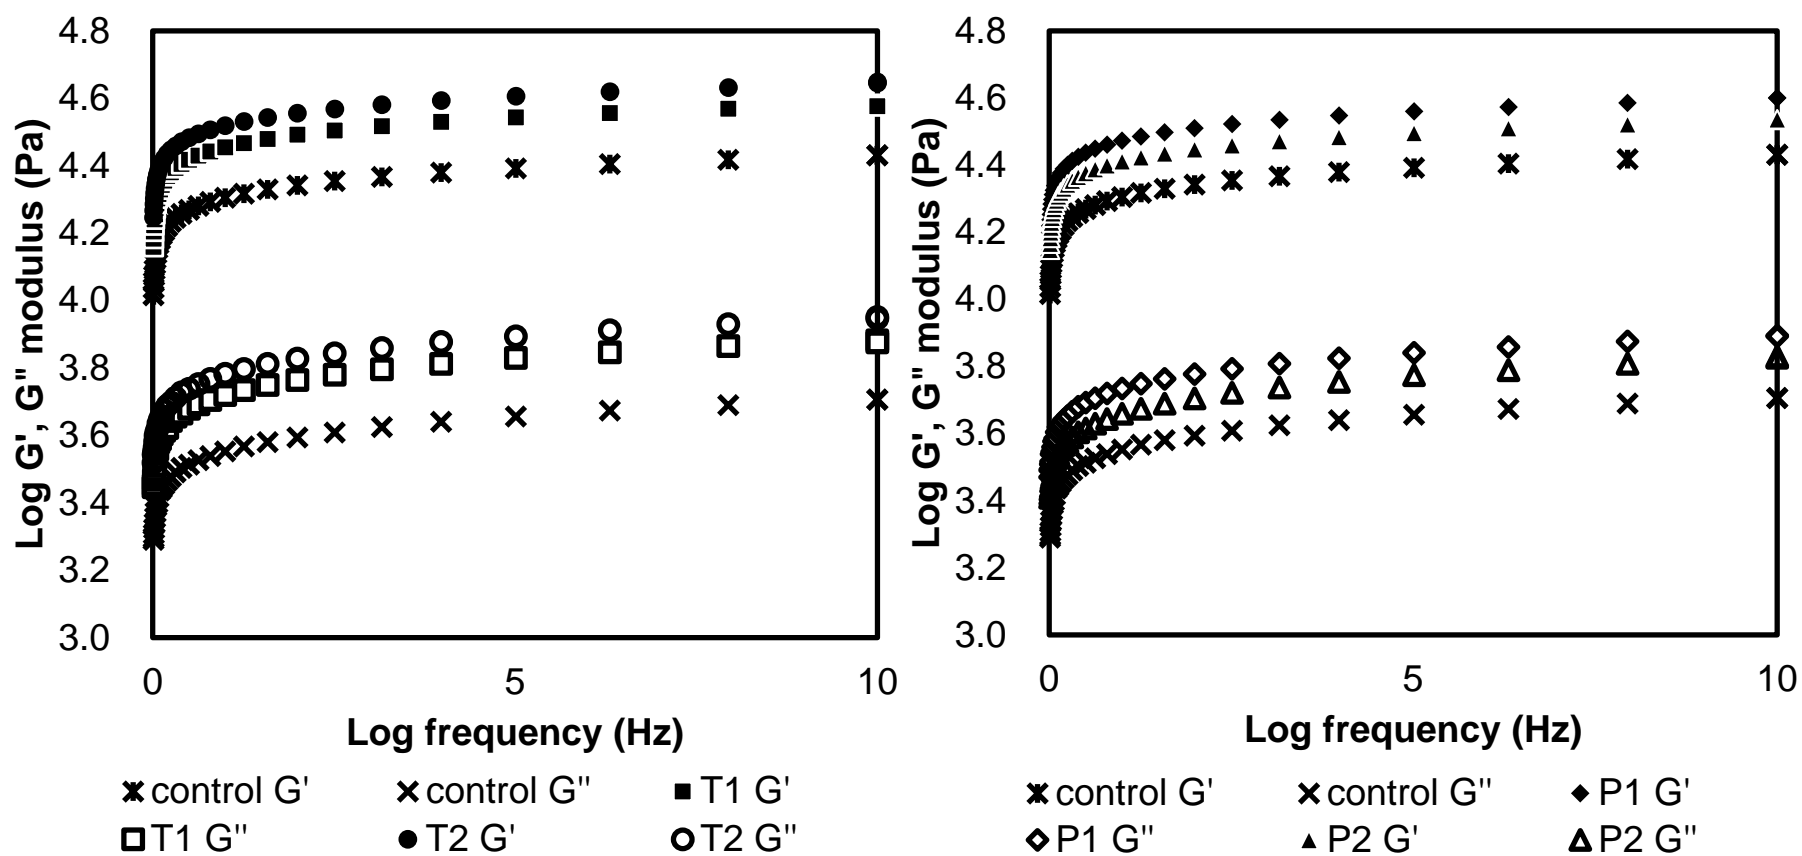 4.8
4.6
4.4
4.2
4.0
3.8
3.6
3.4
3.2
3.0
Log G', G" modulus (Pa)
0 5 10
Log frequency (Hz)
control G' control G" T1 G'
T1 G" T2 G' T2 G"
4.8
4.6
4.4
4.2
4.0
3.8
3.6
3.4
3.2
3.0
Log G', G" modulus (Pa)
0 5 10
Log frequency (Hz)
control G' control G" P1 G'
P1 G" P2 G' P2 G"